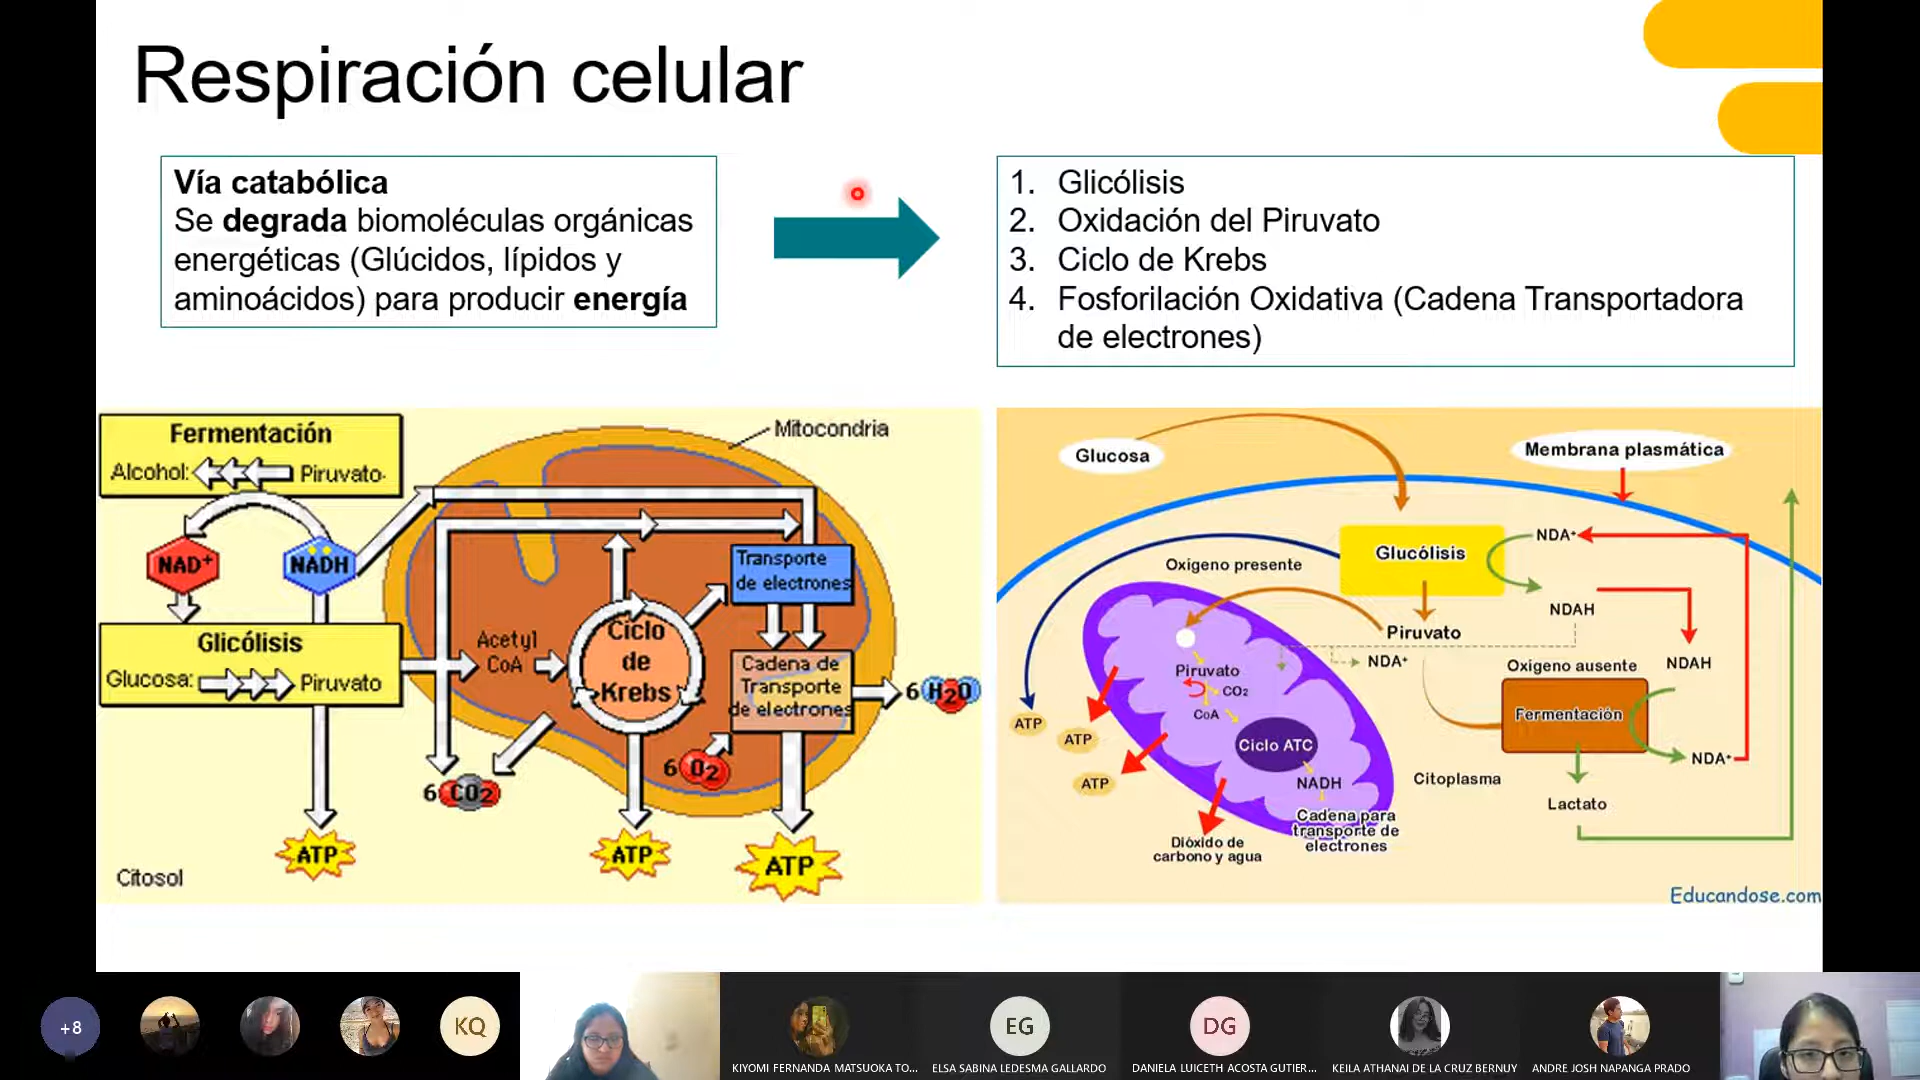 Respiración celular
Vía catabólica
Se degrada biomoléculas orgánicas
energéticas (Glúcidos, lípidos y
aminoácidos) para producir energía
1. Glicólisis
2. Oxidación del Piruvato
3. Ciclo de Krebs
4. Fosforilación Oxidativa (Cadena Transportadora
de electrones)
Fermentación
Alcohol: Piruvato
NAD+
NADH
Glicólisis
Glucosa: Piruvato
Mitocondria
Acetyl
CoA
Ciclo
de
Krebs
Transporte
de electrones
Cadena de
Transporte
de electrones
6 H2O
6 O2
6 CO2
ATP
ATP
ATP
Citosol
Glucosa
Membrana plasmática
Glucólisis
NDA+
Oxigeno presente
NDAH
Piruvato
NDA+
Oxigeno ausente
NDAH
Piruvato
CO2
CoA
Fermentación
Ciclo ATC
NADH
Cadena para
transporte de
electrones
ATP
ATP
ATP
Citoplasma
NDA+
Lactato
Dióxido de
carbono y agua
Educandose.com
+8
KQ
EG
DG
KIYOMI FERNANDA MATSUOKA TO...
ELSA SABINA LEDESMA GALLARDO
DANIELA LUICETH ACOSTA GUTIER...
KEILA ATHANAI DE LA CRUZ BERNUY
ANDRE JOSH NAPANGA PRADO